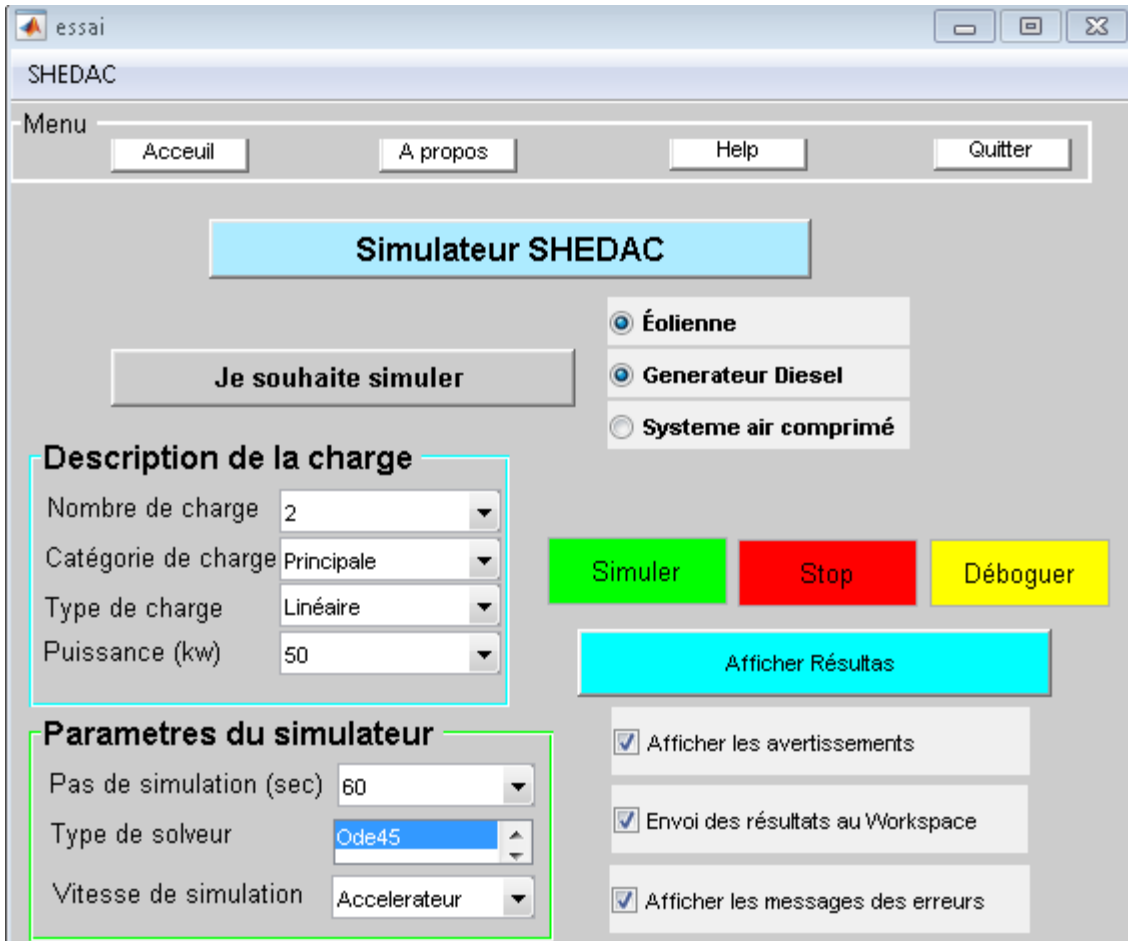 essai
SHEDAC
Menu
Acceuil
A propos
Help
Quitter
Simulateur SHEDAC
Je souhaite simuler
Éolienne
Generateur Diesel
Systeme air comprimé
Description de la charge
Nombre de charge 2
Catégorie de charge Principale
Type de charge Linéaire
Puissance (kw) 50
Simuler
Stop
Déboguer
Afficher Résultas
Parametres du simulateur
Pas de simulation (sec) 60
Type de solveur Ode45
Vitesse de simulation Accelerateur
Afficher les avertissements
Envoi des résultats au Workspace
Afficher les messages des erreurs